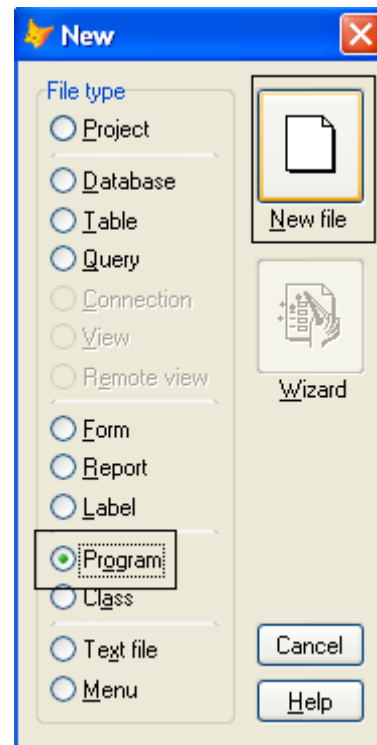 New
File type
Project
Database
Table
Query
Connection
View
Remote view
Form
Report
Label
Program
Class
Text file
Menu
New file
Wizard
Cancel
Help